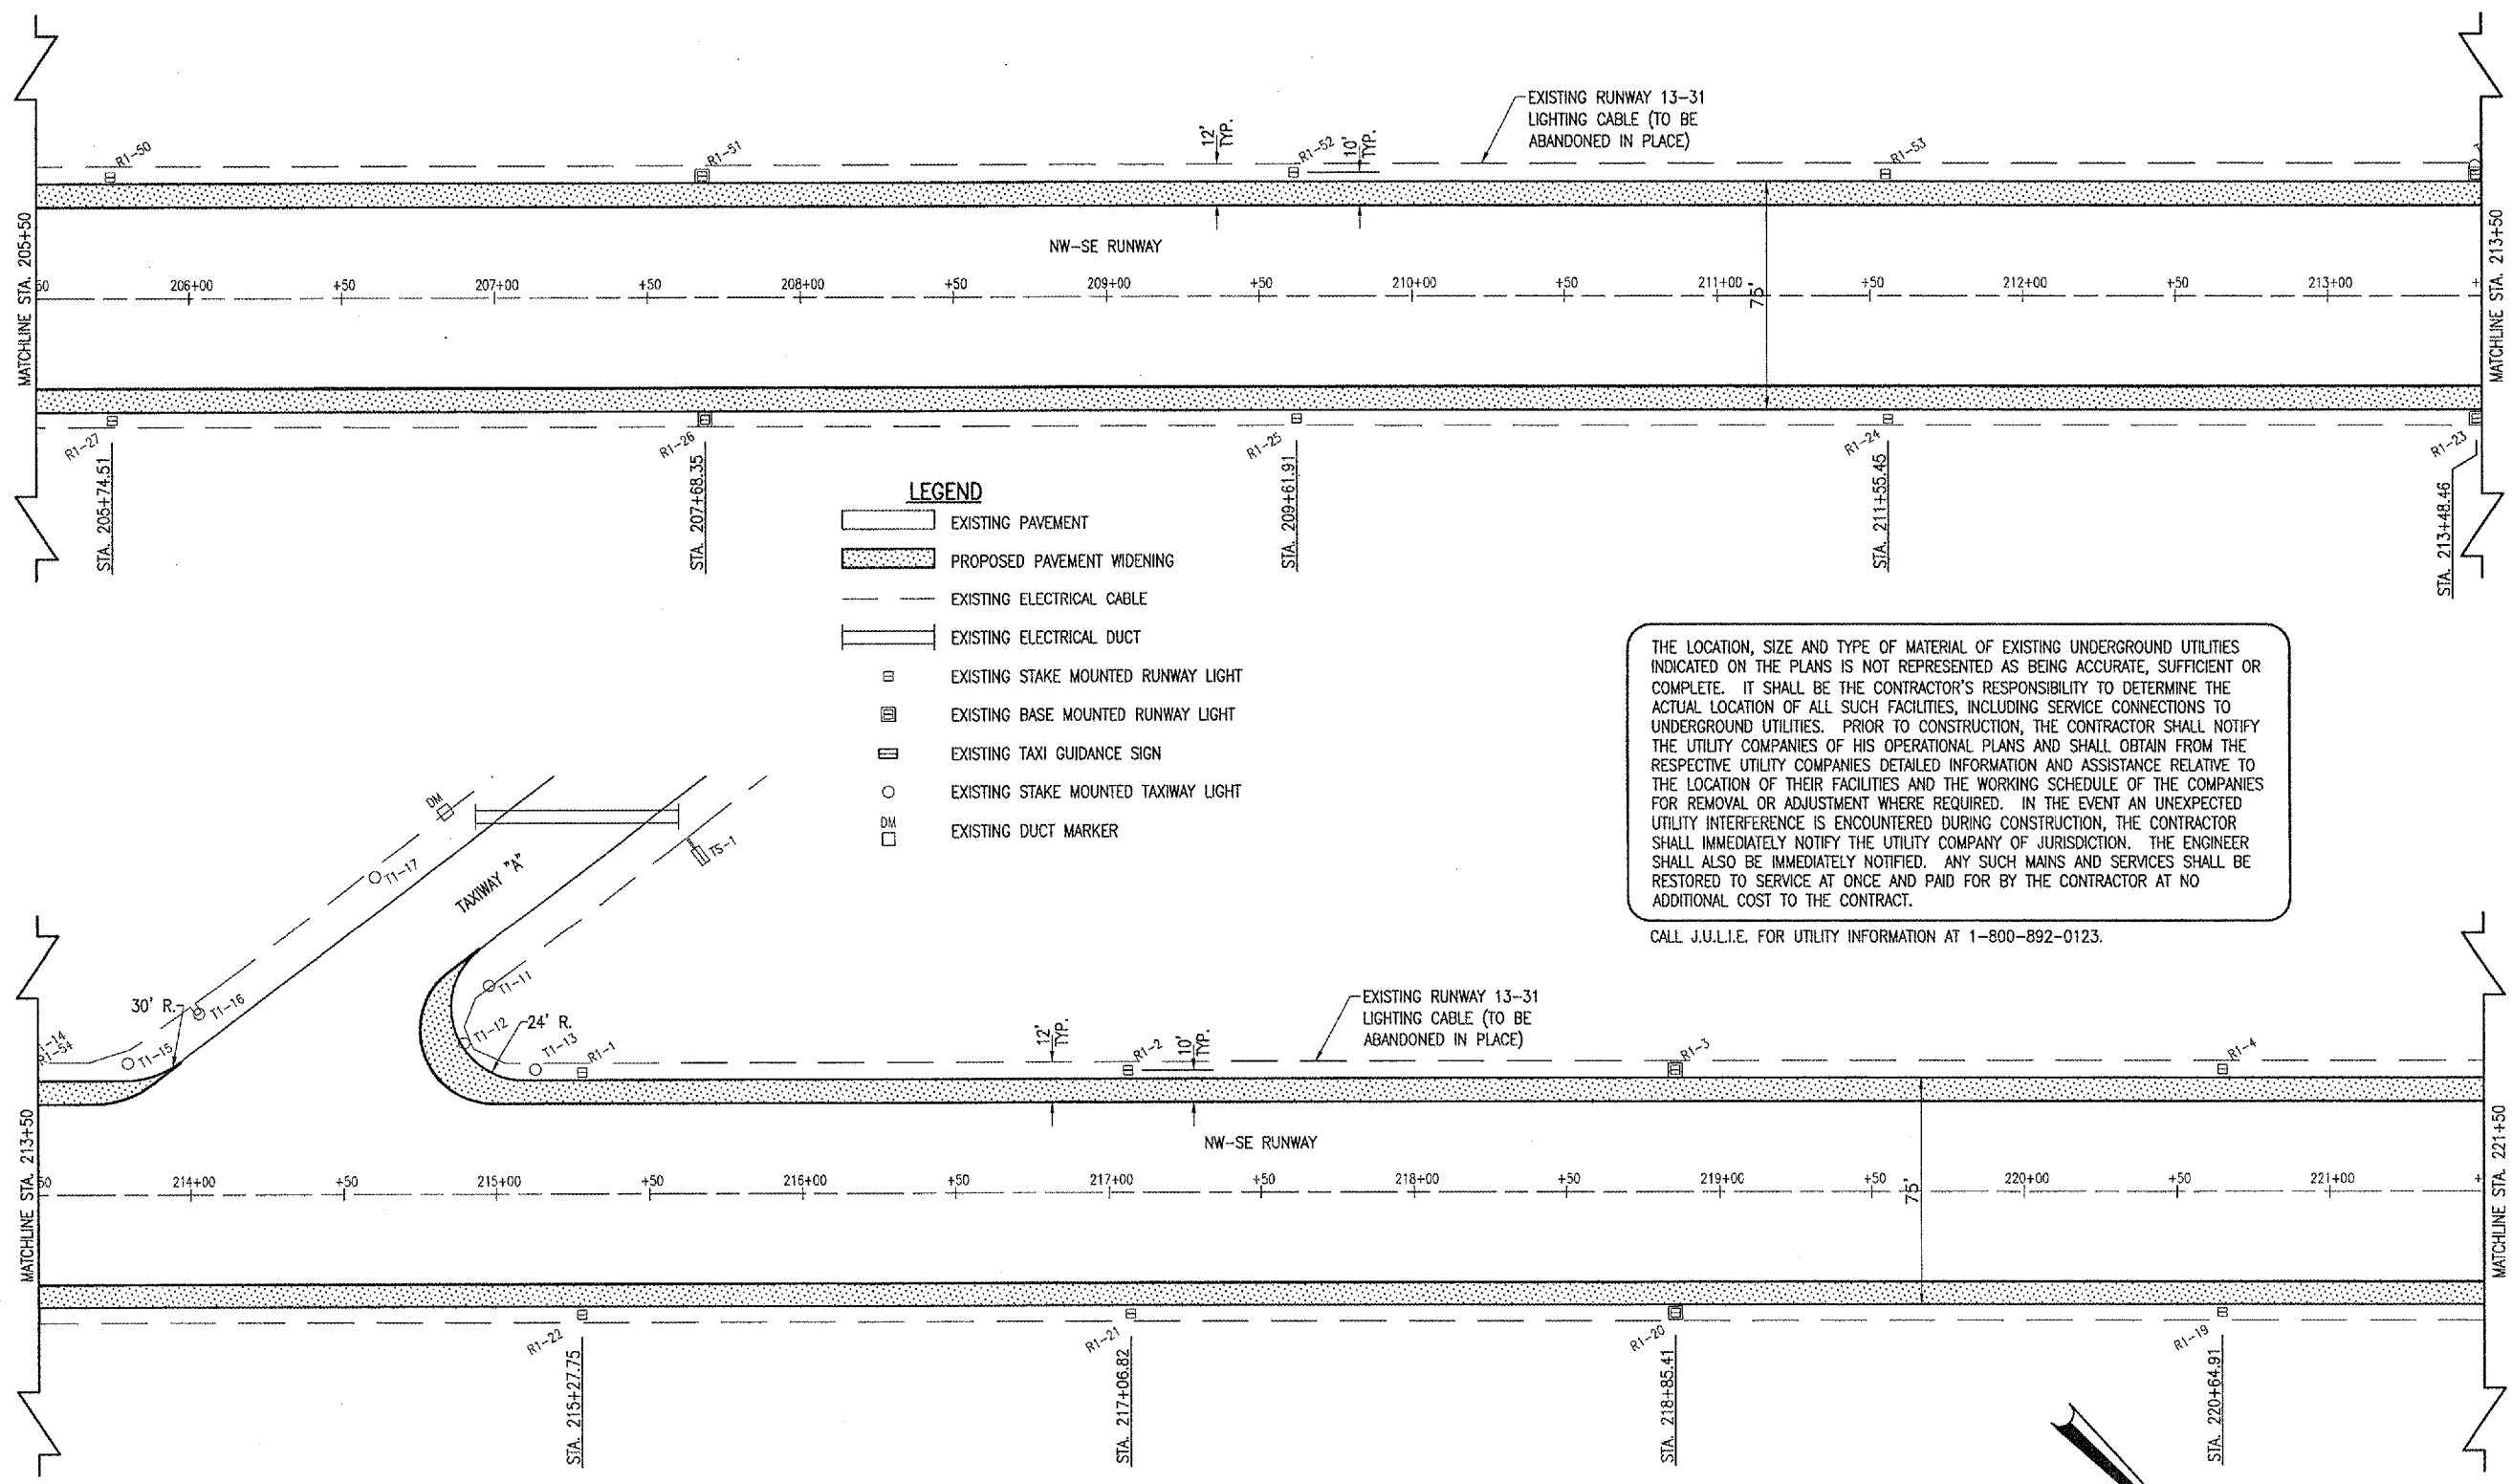 EXISTING RUNWAY 13-31
LIGHTING CABLE (TO BE
ABANDONED IN PLACE)
R1-50
R1-51
12'
TYP.
R1-52
10'
TYP.
R1-53
MATCHLINE STA. 205+50
NW-SE RUNWAY
75'
MATCHLINE STA. 213+50
50
206+00
+50
207+00
+50
208+00
+50
209+00
+50
210+00
+50
211+00
+50
212+00
+50
213+00
+
R1-27
R1-26
R1-25
R1-24
R1-23
STA. 205+74.51
STA. 207+68.35
STA. 209+61.91
STA. 211+55.45
STA. 213+48.46
LEGEND
EXISTING PAVEMENT
PROPOSED PAVEMENT WIDENING
EXISTING ELECTRICAL CABLE
EXISTING ELECTRICAL DUCT
EXISTING STAKE MOUNTED RUNWAY LIGHT
EXISTING BASE MOUNTED RUNWAY LIGHT
EXISTING TAXI GUIDANCE SIGN
EXISTING STAKE MOUNTED TAXIWAY LIGHT
DM
EXISTING DUCT MARKER
THE LOCATION, SIZE AND TYPE OF MATERIAL OF EXISTING UNDERGROUND UTILITIES
INDICATED ON THE PLANS IS NOT REPRESENTED AS BEING ACCURATE, SUFFICIENT OR
COMPLETE. IT SHALL BE THE CONTRACTOR'S RESPONSIBILITY TO DETERMINE THE
ACTUAL LOCATION OF ALL SUCH FACILITIES, INCLUDING SERVICE CONNECTIONS TO
UNDERGROUND UTILITIES. PRIOR TO CONSTRUCTION, THE CONTRACTOR SHALL NOTIFY
THE UTILITY COMPANIES OF HIS OPERATIONAL PLANS AND SHALL OBTAIN FROM THE
RESPECTIVE UTILITY COMPANIES DETAILED INFORMATION AND ASSISTANCE RELATIVE TO
THE LOCATION OF THEIR FACILITIES AND THE WORKING SCHEDULE OF THE COMPANIES
FOR REMOVAL OR ADJUSTMENT WHERE REQUIRED. IN THE EVENT AN UNEXPECTED
UTILITY INTERFERENCE IS ENCOUNTERED DURING CONSTRUCTION, THE CONTRACTOR
SHALL IMMEDIATELY NOTIFY THE UTILITY COMPANY OF JURISDICTION. THE ENGINEER
SHALL ALSO BE IMMEDIATELY NOTIFIED. ANY SUCH MAINS AND SERVICES SHALL BE
RESTORED TO SERVICE AT ONCE AND PAID FOR BY THE CONTRACTOR AT NO
ADDITIONAL COST TO THE CONTRACT.
CALL J.U.L.I.E. FOR UTILITY INFORMATION AT 1-800-892-0123.
DM
TS-1
T1-17
TAXIWAY "A"
T1-11
30' R.
T1-16
T1-12
24' R.
T1-13
R1-1
T1-15
1-14
R1-54
12'
TYP.
R1-2
10'
TYP.
EXISTING RUNWAY 13-31
LIGHTING CABLE (TO BE
ABANDONED IN PLACE)
R1-3
R1-4
MATCHLINE STA. 213+50
NW-SE RUNWAY
75'
MATCHLINE STA. 221+50
50
214+00
+50
215+00
+50
216+00
+50
217+00
+50
218+00
+50
219+00
+50
220+00
+50
221+00
+
R1-22
R1-21
R1-20
R1-19
STA. 215+27.75
STA. 217+06.82
STA. 218+85.41
STA. 220+64.91